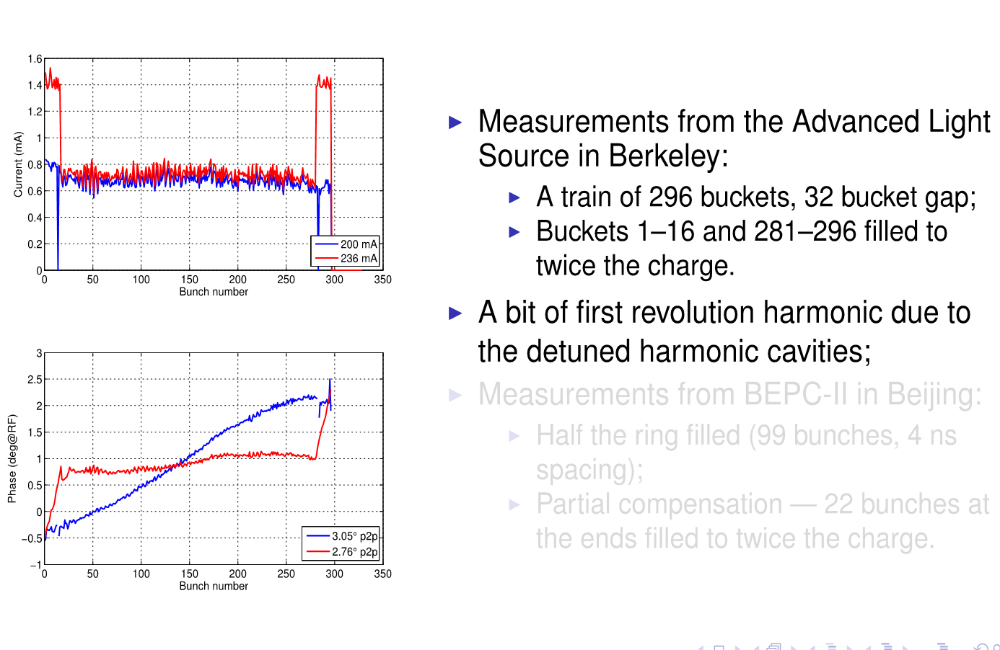 1.6
1.4
1.2
1
0.8
0.6
0.4
0.2
0
Current (mA)
0 50 100 150 200 250 300 350
Bunch number
200 mA
236 mA
3
2.5
2
1.5
1
0.5
0
−0.5
−1
Phase (deg@RF)
0 50 100 150 200 250 300 350
Bunch number
3.05° p2p
2.76° p2p
Measurements from the Advanced Light
Source in Berkeley:
A train of 296 buckets, 32 bucket gap;
Buckets 1–16 and 281–296 filled to
twice the charge.
A bit of first revolution harmonic due to
the detuned harmonic cavities;
Measurements from BEPC-II in Beijing:
Half the ring filled (99 bunches, 4 ns
spacing);
Partial compensation — 22 bunches at
the ends filled to twice the charge.